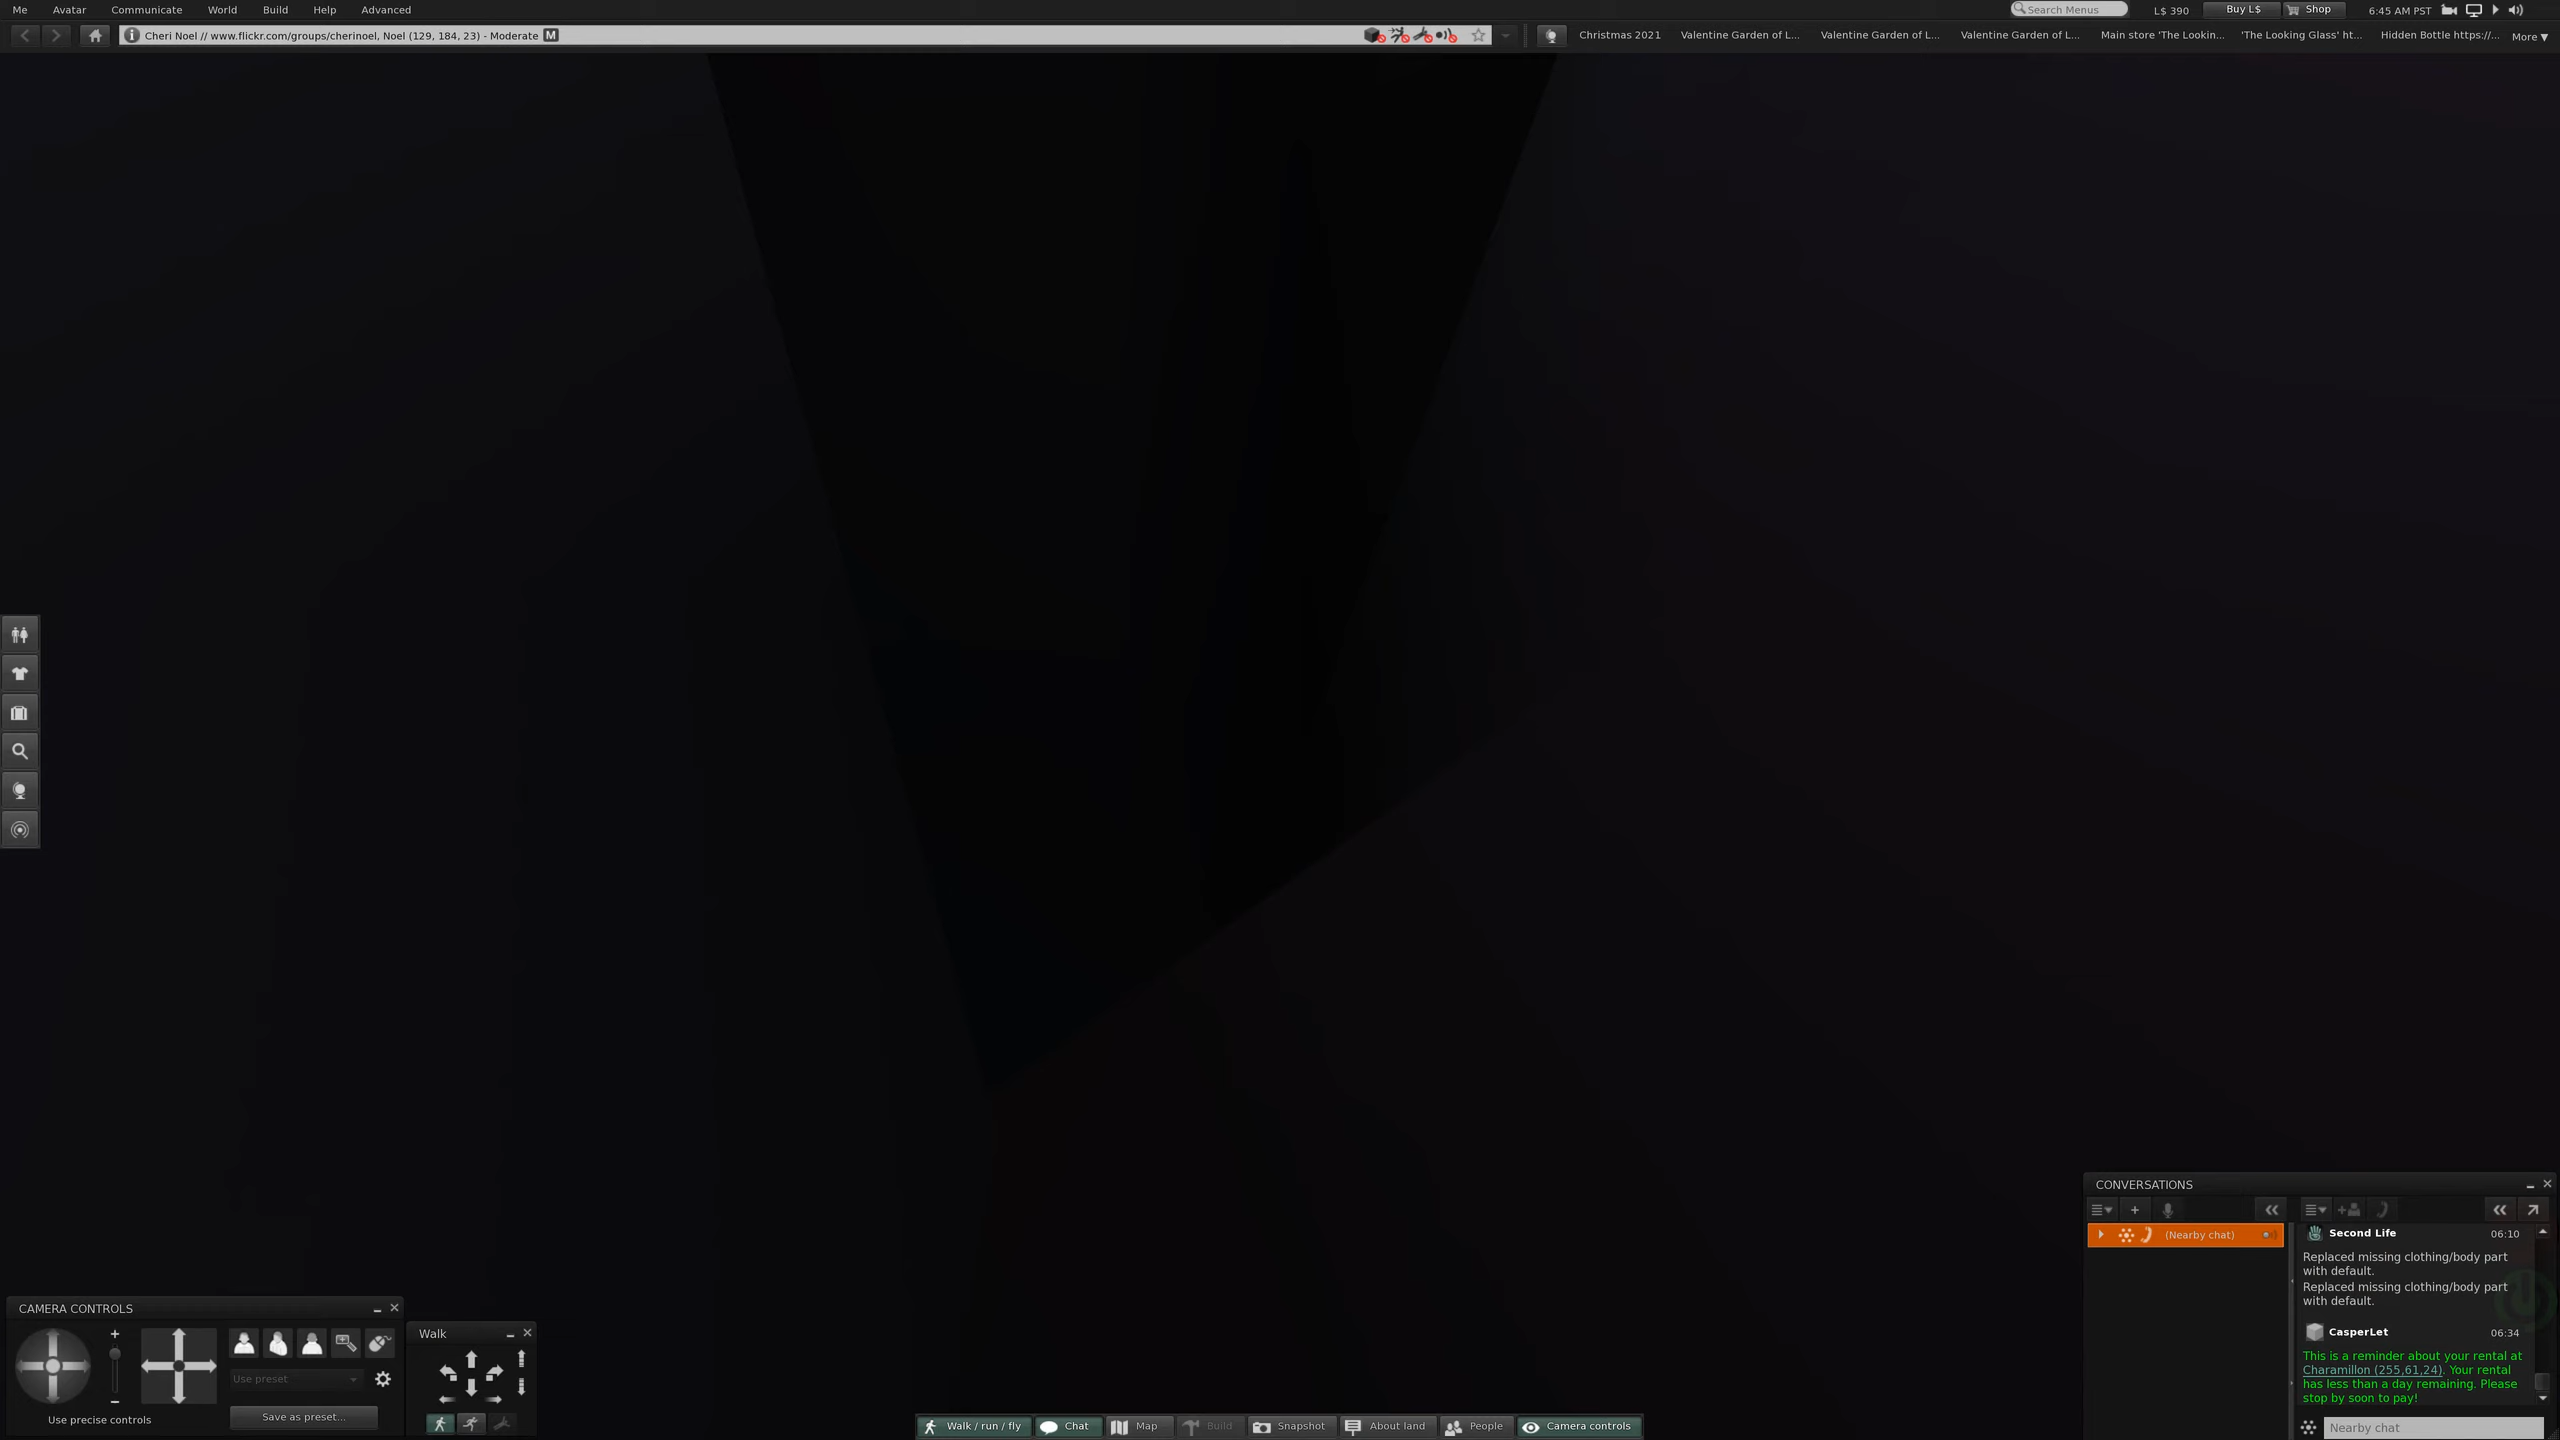 Me Avatar Communicate World Build Help Advanced
Search Menus L$ 390 Buy L$ Shop 6:45 AM PST
Cheri Noel // www.flickr.com/groups/cherinoel, Noel (129, 184, 23) - Moderate M
Christmas 2021 Valentine Garden of L... Valentine Garden of L... Valentine Garden of L... Main store 'The Lookin... 'The Looking Glass' ht... Hidden Bottle https://... More ▼
CONVERSATIONS
(Nearby chat)
Second Life 06:10
Replaced missing clothing/body part
with default.
Replaced missing clothing/body part
with default.
CasperLet 06:34
This is a reminder about your rental at
Charamillon (255,61,24). Your rental
has less than a day remaining. Please
stop by soon to pay!
Nearby chat
CAMERA CONTROLS
Use preset
Use precise controls
Save as preset...
Walk
Walk / run / fly Chat Map Build Snapshot About land People Camera controls